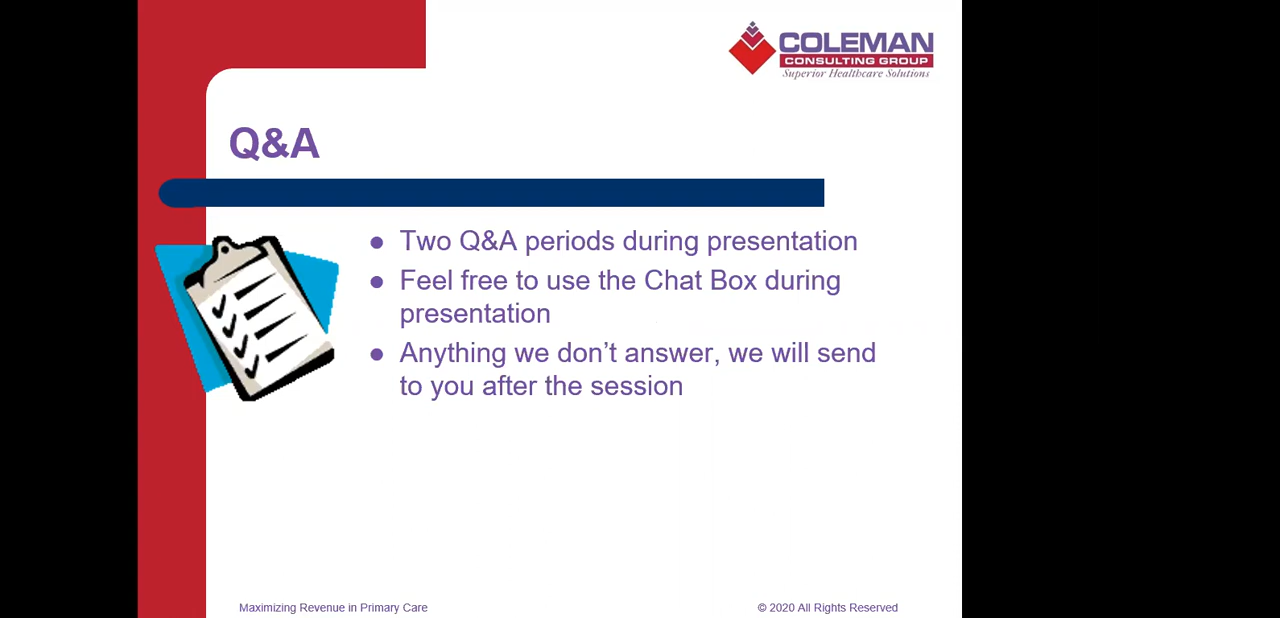 COLEMAN
CONSULTING GROUP
Superior Healthcare Solutions
Q&A
● Two Q&A periods during presentation
● Feel free to use the Chat Box during
presentation
● Anything we don’t answer, we will send
to you after the session
Maximizing Revenue in Primary Care
© 2020 All Rights Reserved